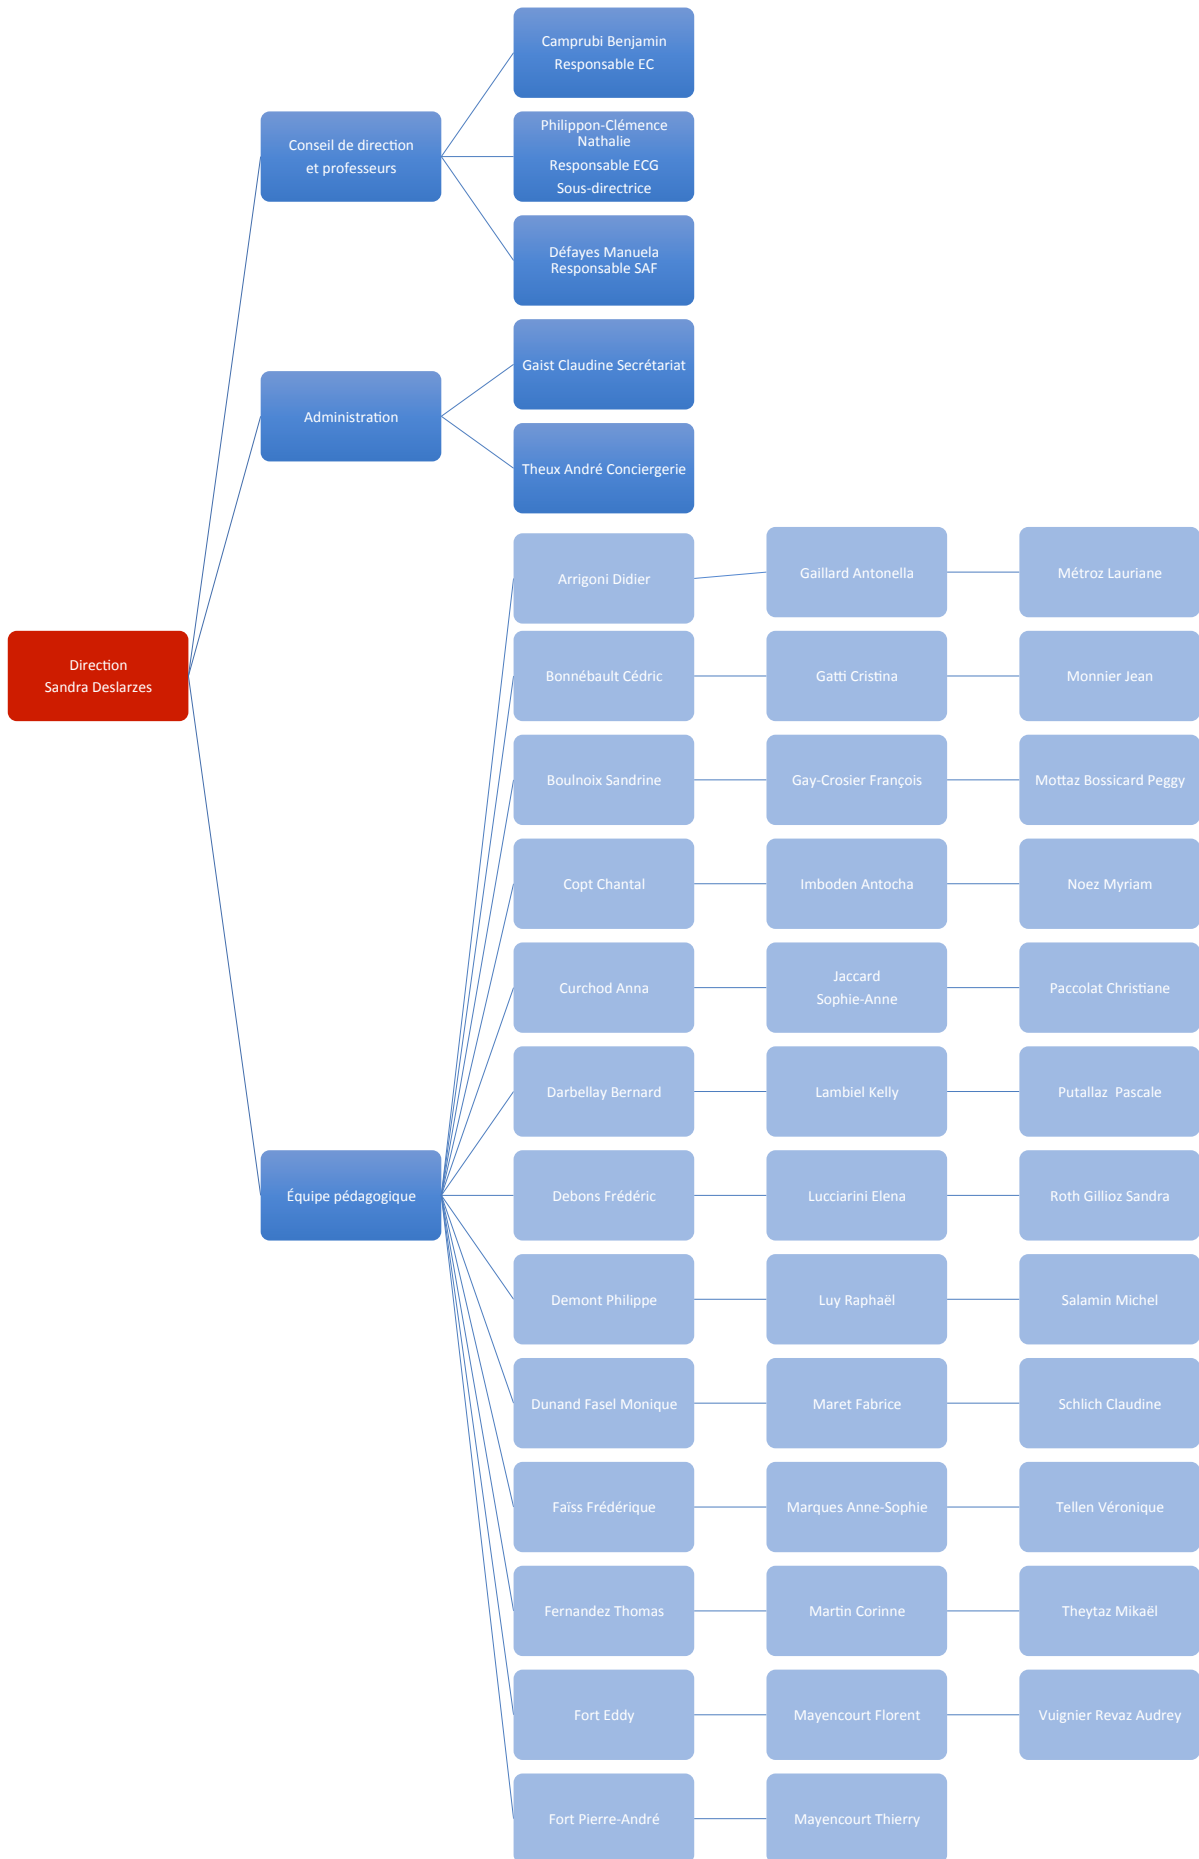 Camprubi Benjamin
Responsable EC
Conseil de direction
et professeurs
Philippon-Clémence
Nathalie
Responsable ECG
Sous-directrice
Défayes Manuela
Responsable SAF
Gaist Claudine Secrétariat
Administration
Theux André Conciergerie
Direction
Sandra Deslarzes
Équipe pédagogique
Arrigoni Didier
Gaillard Antonella
Métroz Lauriane
Bonnébault Cédric
Gatti Cristina
Monnier Jean
Boulnoix Sandrine
Gay-Crosier François
Mottaz Bossicard Peggy
Copt Chantal
Imboden Antocha
Noez Myriam
Curchod Anna
Jaccard
Sophie-Anne
Paccolat Christiane
Darbellay Bernard
Lambiel Kelly
Putallaz  Pascale
Debons Frédéric
Lucciarini Elena
Roth Gillioz Sandra
Demont Philippe
Luy Raphaël
Salamin Michel
Dunand Fasel Monique
Maret Fabrice
Schlich Claudine
Faïss Frédérique
Marques Anne-Sophie
Tellen Véronique
Fernandez Thomas
Martin Corinne
Theytaz Mikaël
Fort Eddy
Mayencourt Florent
Vuignier Revaz Audrey
Fort Pierre-André
Mayencourt Thierry